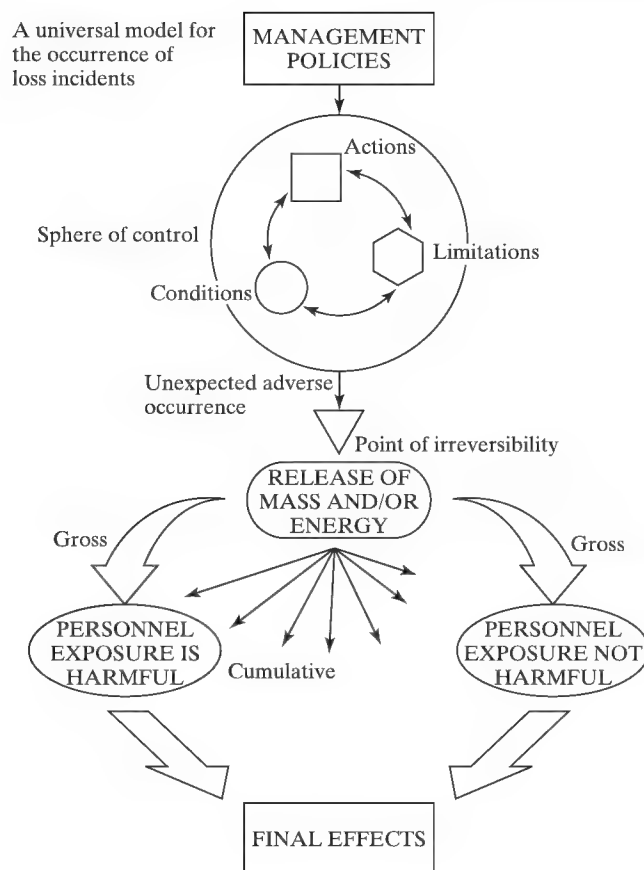 A universal model for
the occurrence of
loss incidents
MANAGEMENT
POLICIES
Actions
Sphere of control
Limitations
Conditions
Unexpected adverse
occurrence
Point of irreversibility
RELEASE OF
MASS AND/OR
ENERGY
Gross
Gross
PERSONNEL
EXPOSURE IS
HARMFUL
PERSONNEL
EXPOSURE NOT
HARMFUL
Cumulative
FINAL EFFECTS